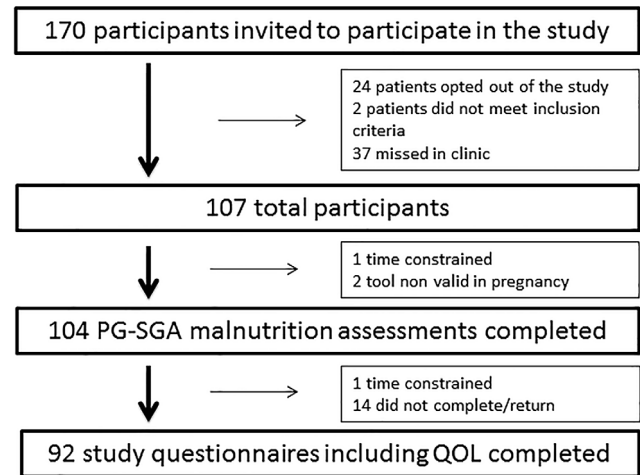 170 participants invited to participate in the study
24 patients opted out of the study
2 patients did not meet inclusion
criteria
37 missed in clinic
107 total participants
1 time constrained
2 tool non valid in pregnancy
104 PG-SGA malnutrition assessments completed
1 time constrained
14 did not complete/return
92 study questionnaires including QOL completed